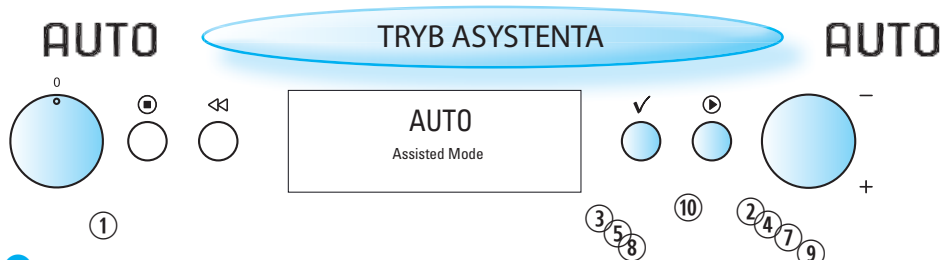 AUTO TRYB ASYSTENTA AUTO
0
AUTO
Assisted Mode
−
+
① ③ ⑤ ⑧ ⑩ ② ④ ⑦ ⑨